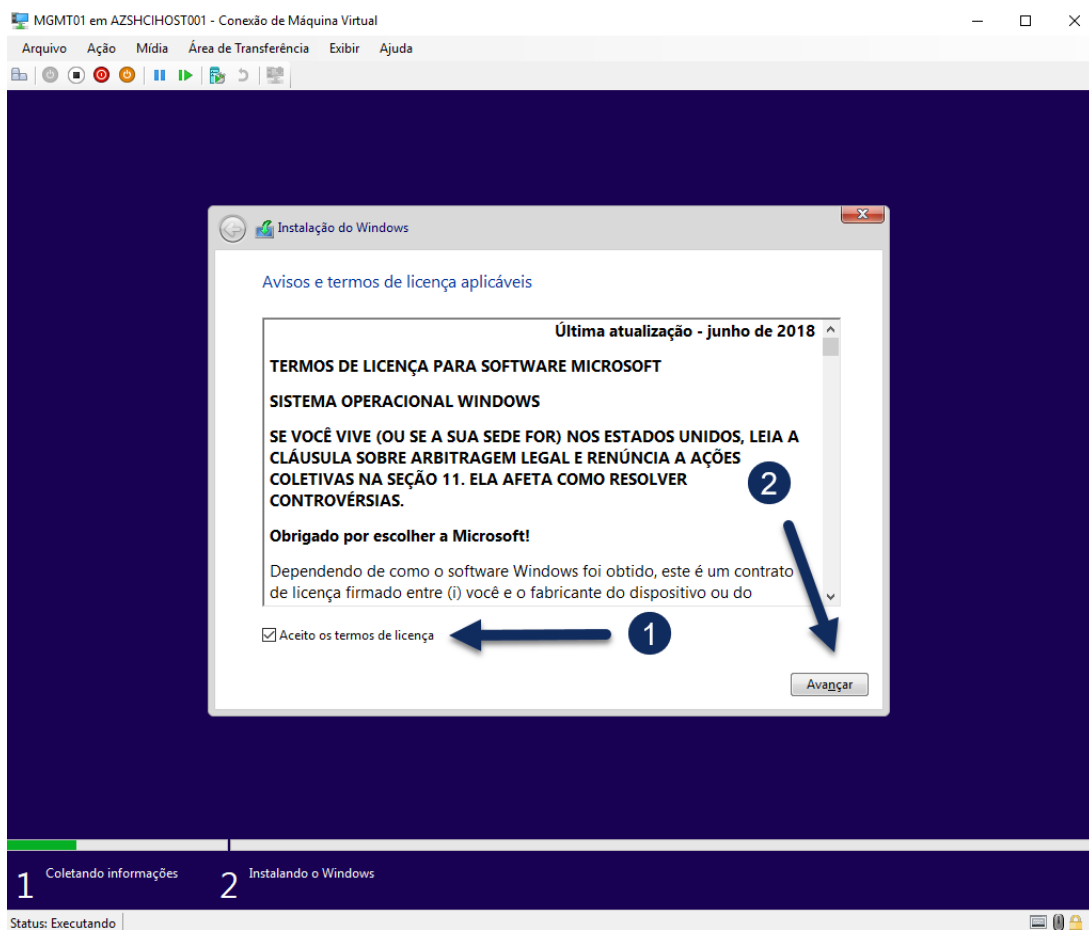 MGMT01 em AZSHCIHOST001 - Conexão de Máquina Virtual
Arquivo Ação Mídia Área de Transferência Exibir Ajuda
Instalação do Windows
Avisos e termos de licença aplicáveis
Última atualização - junho de 2018
TERMOS DE LICENÇA PARA SOFTWARE MICROSOFT
SISTEMA OPERACIONAL WINDOWS
SE VOCÊ VIVE (OU SE A SUA SEDE FOR) NOS ESTADOS UNIDOS, LEIA A
CLÁUSULA SOBRE ARBITRAGEM LEGAL E RENÚNCIA A AÇÕES
COLETIVAS NA SEÇÃO 11. ELA AFETA COMO RESOLVER
CONTROVÉRSIAS.
2
Obrigado por escolher a Microsoft!
Dependendo de como o software Windows foi obtido, este é um contrato
de licença firmado entre (i) você e o fabricante do dispositivo ou do
Aceito os termos de licença
1
Avançar
1 Coletando informações
2 Instalando o Windows
Status: Executando